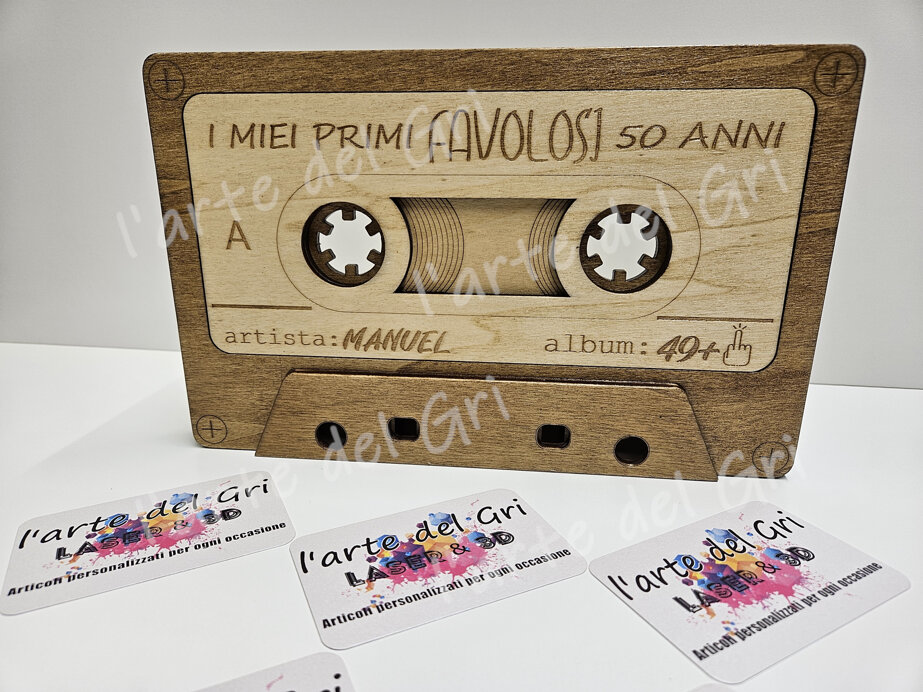 I MIEI PRIMI FAVOLOSI 50 ANNI
A
artista: MANUEL
album: 49+
l'arte del Gri
l'arte del Gri
l'arte del Gri
l'arte del Gri
l'arte del Gri
LASER & 3D
Articoli personalizzati per ogni occasione
l'arte del Gri
LASER & 3D
Articoli personalizzati per ogni occasione
l'arte del Gri
LASER & 3D
Articoli personalizzati per ogni occasione